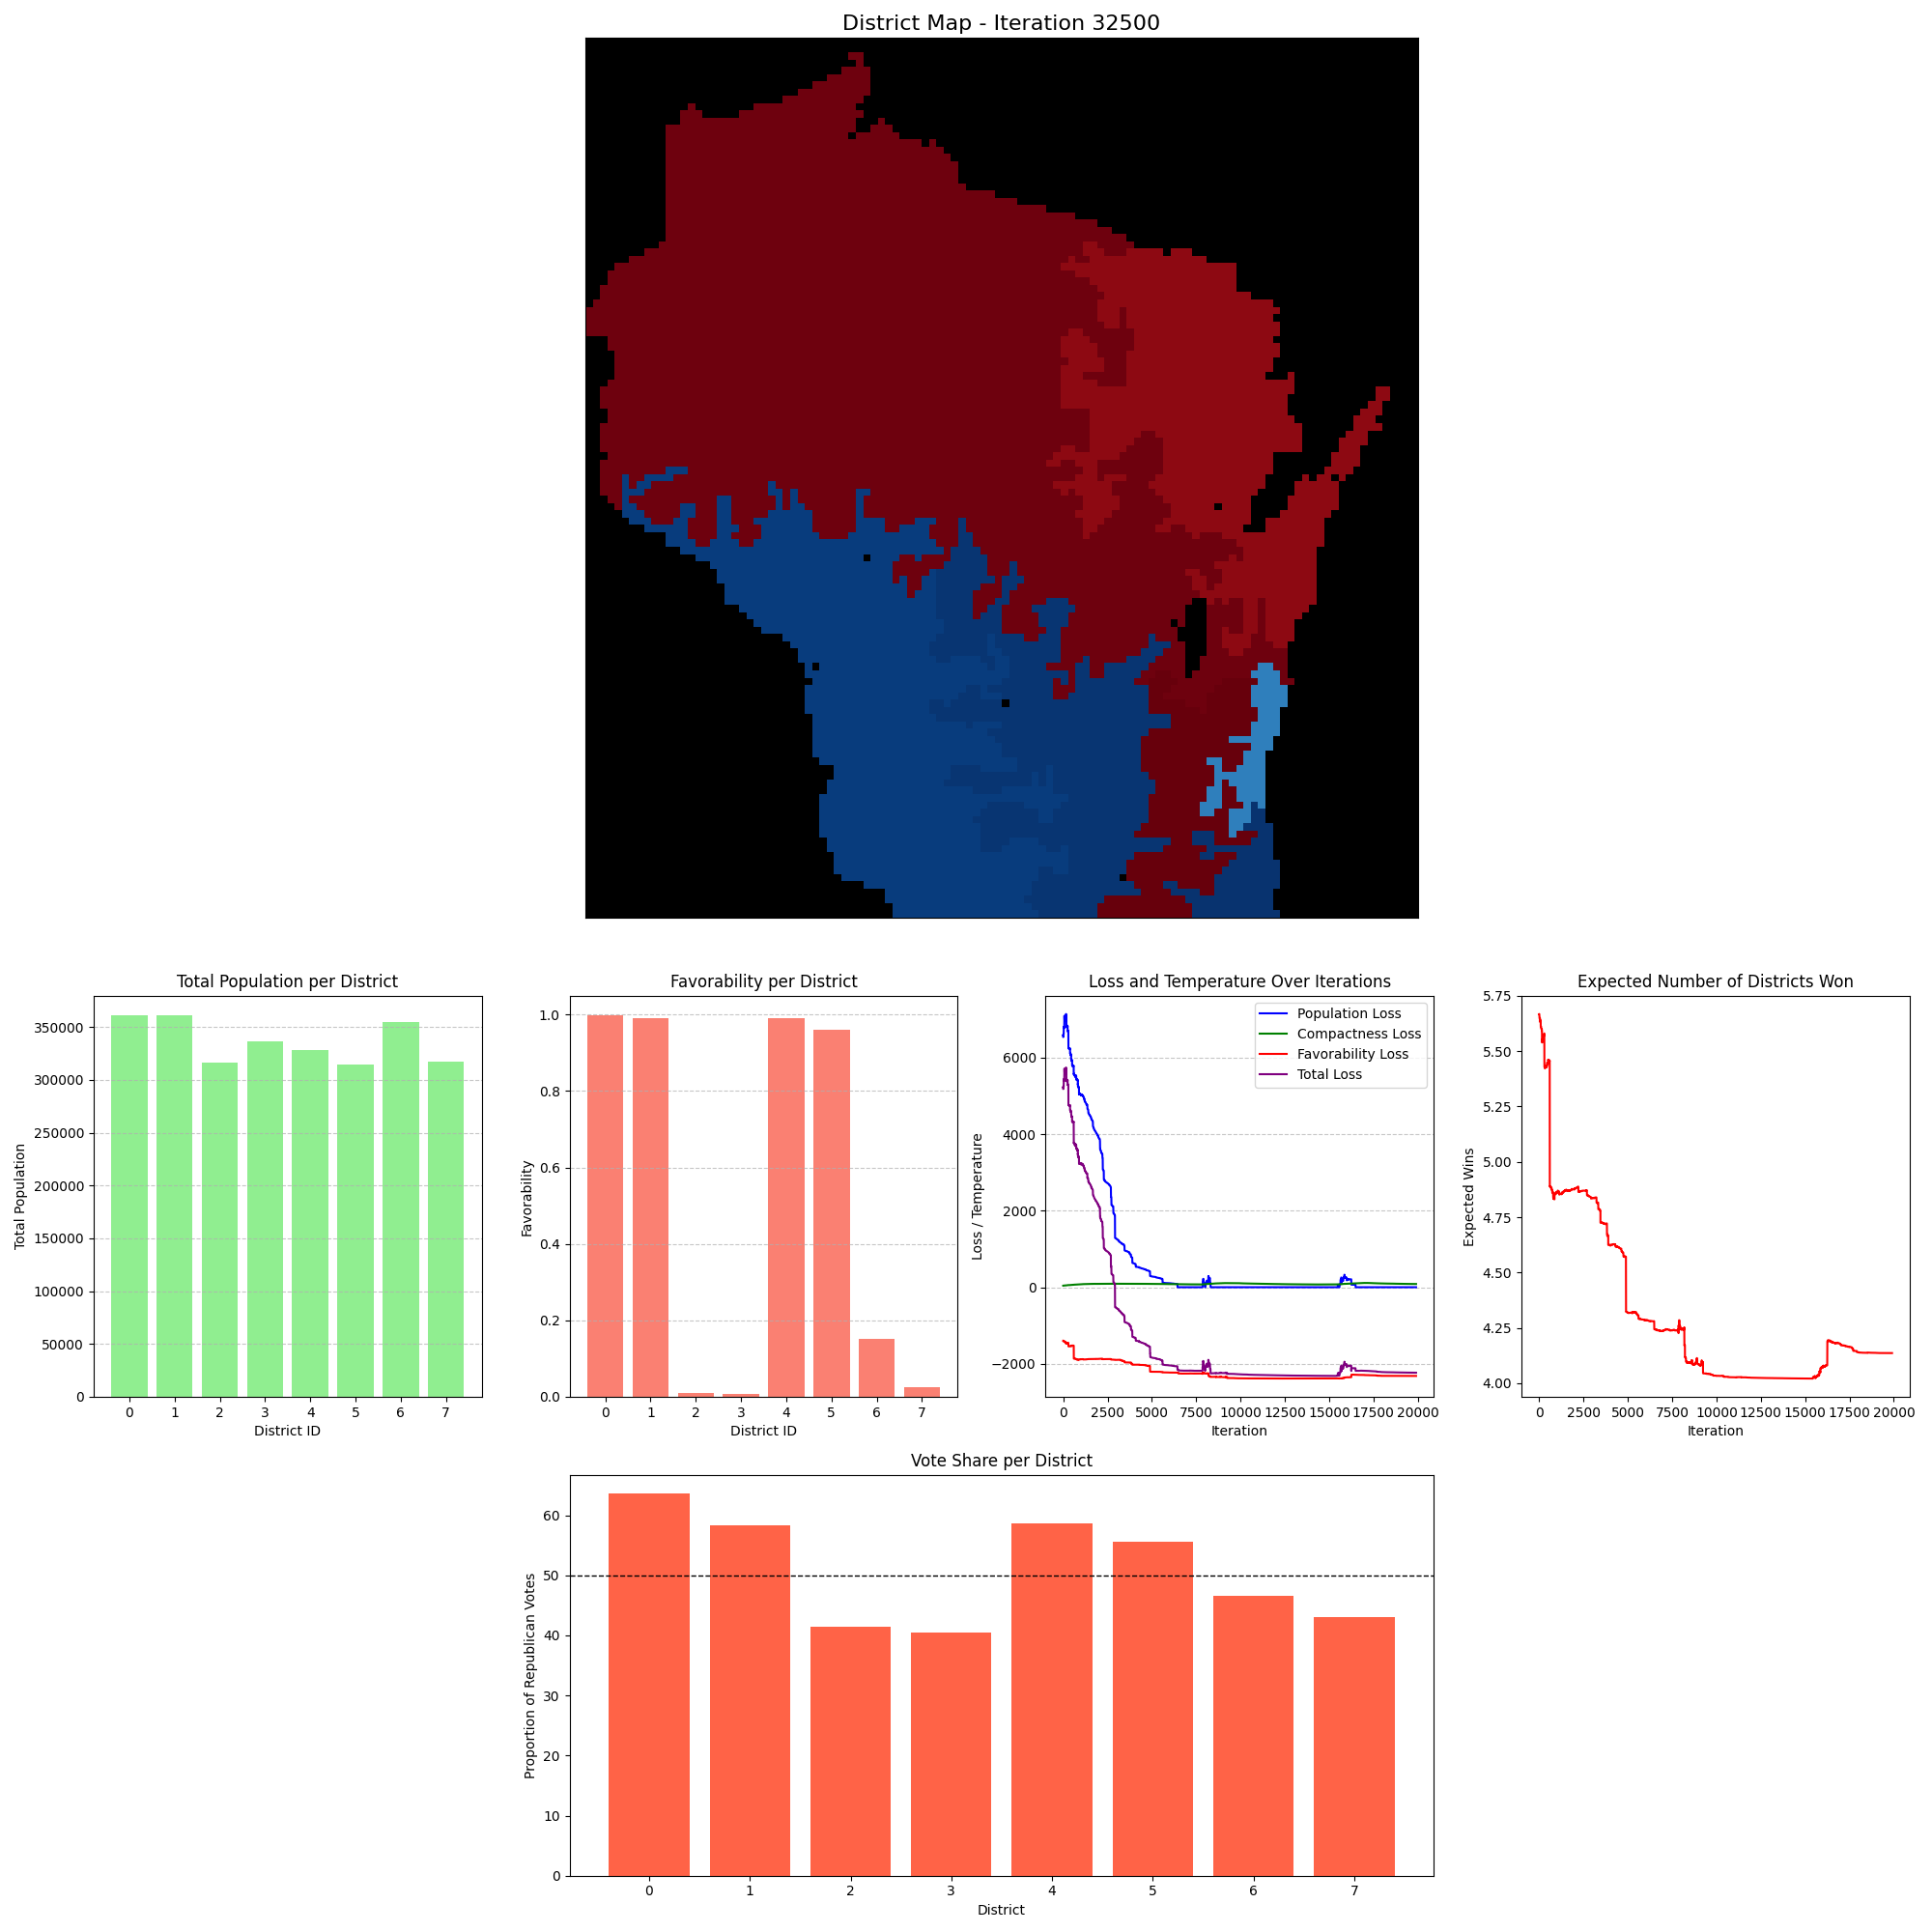 District Map - Iteration 32500
Total Population per District
Total Population
350000
300000
250000
200000
150000
100000
50000
0
0 1 2 3 4 5 6 7
District ID
Favorability per District
Favorability
1.0
0.8
0.6
0.4
0.2
0.0
0 1 2 3 4 5 6 7
District ID
Loss and Temperature Over Iterations
Loss / Temperature
6000
4000
2000
0
−2000
Population Loss
Compactness Loss
Favorability Loss
Total Loss
0 2500 5000 7500 10000 12500 15000 17500 20000
Iteration
Expected Number of Districts Won
Expected Wins
5.75
5.50
5.25
5.00
4.75
4.50
4.25
4.00
0 2500 5000 7500 10000 12500 15000 17500 20000
Iteration
Vote Share per District
Proportion of Republican Votes
60
50
40
30
20
10
0
0 1 2 3 4 5 6 7
District